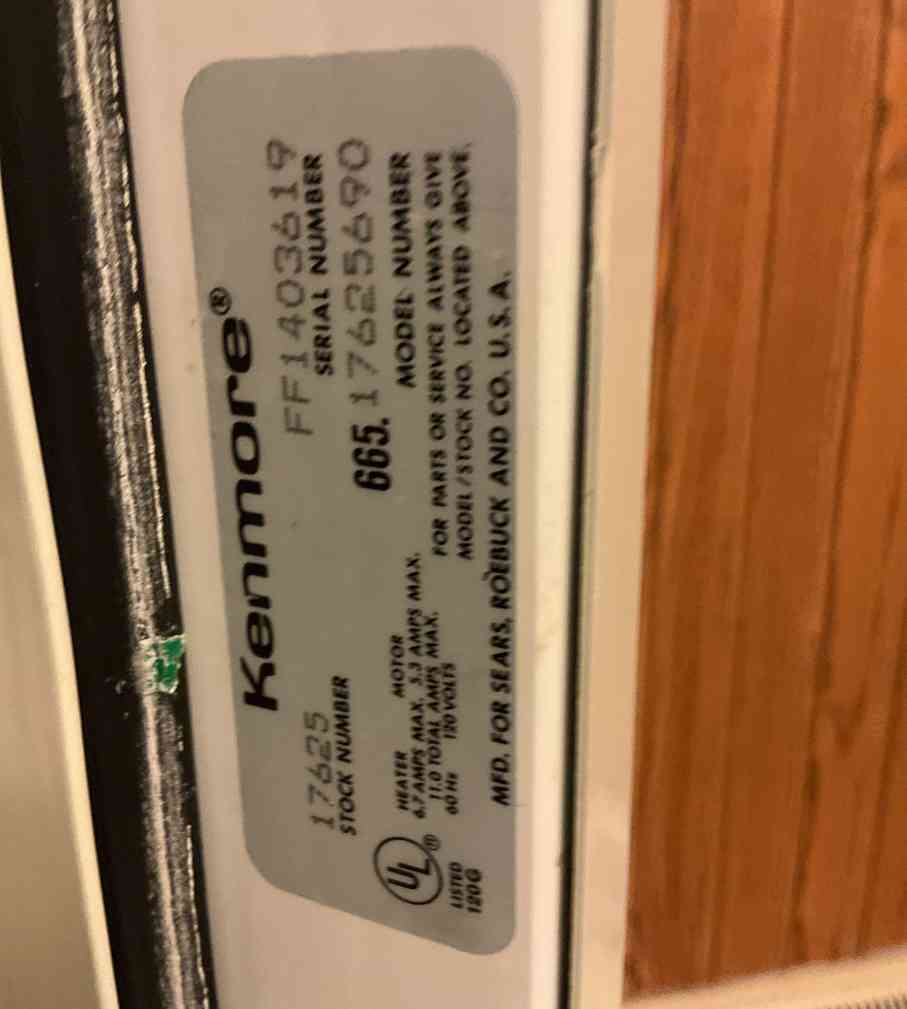 Kenmore®
17625
STOCK NUMBER
FF1403619
SERIAL NUMBER
665.17625690
MODEL NUMBER
HEATER MOTOR
6.7 AMPS MAX. 5.3 AMPS MAX.
11.0 TOTAL AMPS MAX.
60 Hz 120 VOLTS
FOR PARTS OR SERVICE ALWAYS GIVE
MODEL/STOCK NO. LOCATED ABOVE.
UL®
LISTED
120G
MFD. FOR SEARS, ROEBUCK AND CO. U.S.A.